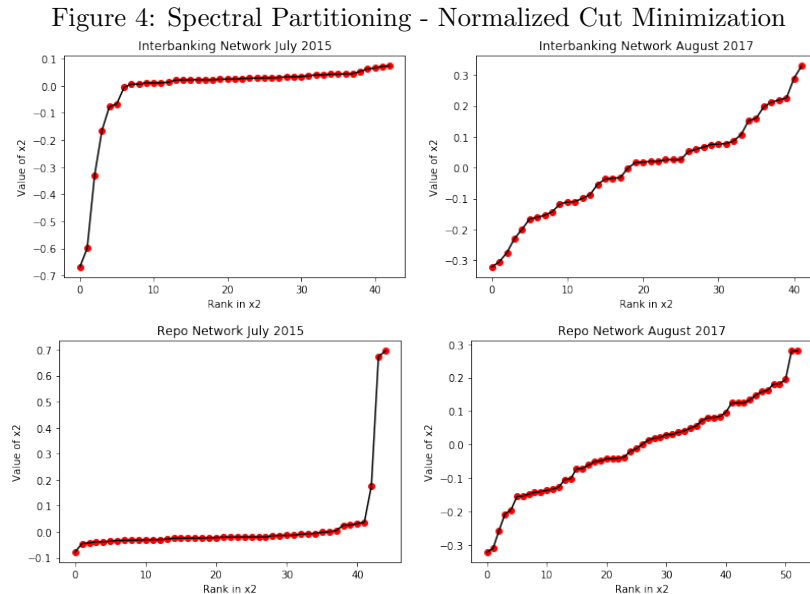 Figure 4: Spectral Partitioning - Normalized Cut Minimization
Interbanking Network July 2015
0.1
0.0
−0.1
−0.2
−0.3
−0.4
−0.5
−0.6
−0.7
Value of x2
0 10 20 30 40
Rank in x2
Interbanking Network August 2017
0.3
0.2
0.1
0.0
−0.1
−0.2
−0.3
Value of x2
0 10 20 30 40
Rank in x2
Repo Network July 2015
0.7
0.6
0.5
0.4
0.3
0.2
0.1
0.0
−0.1
Value of x2
0 10 20 30 40
Rank in x2
Repo Network August 2017
0.3
0.2
0.1
0.0
−0.1
−0.2
−0.3
Value of x2
0 10 20 30 40 50
Rank in x2